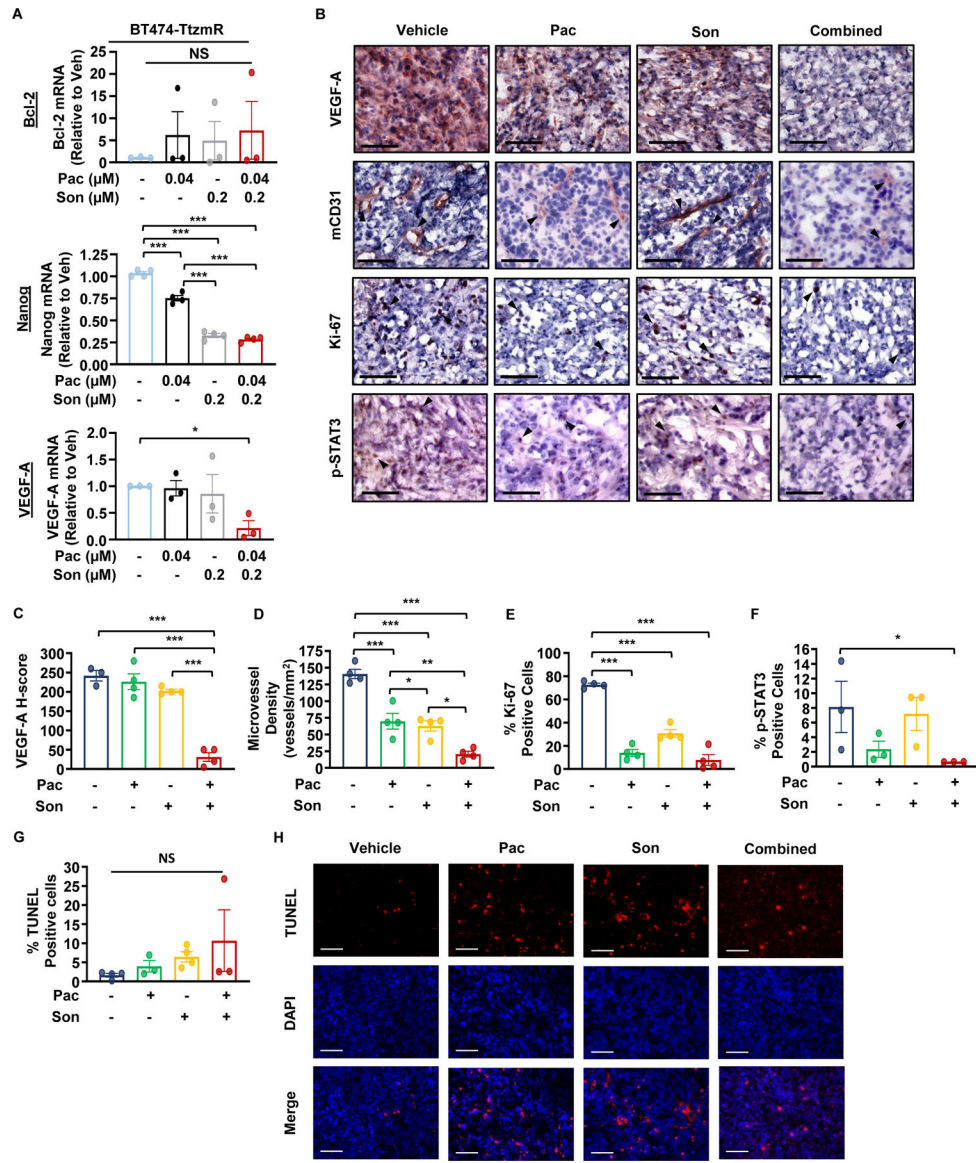 A
BT474-TtzmR
NS
Bcl-2
Bcl-2 mRNA
(Relative to Veh)
25
20
15
10
5
0
Pac (µM) - 0.04 - 0.04
Son (µM) - - 0.2 0.2
***
***
***
***
***
Nanog
Nanog mRNA
(Relative to Veh)
1.00
0.75
0.50
0.25
0.00
Pac (µM) - 0.04 - 0.04
Son (µM) - - 0.2 0.2
*
VEGF-A
VEGF-A mRNA
(Relative to Veh)
2.0
1.5
1.0
0.5
0.0
Pac (µM) - 0.04 - 0.04
Son (µM) - - 0.2 0.2
B
Vehicle Pac Son Combined
VEGF-A
mCD31
Ki-67
p-STAT3
C
***
***
***
VEGF-A H-score
300
250
200
150
100
50
0
Pac - + - +
Son - - + +
D
***
***
***
**
*
*
Microvessel
Density
(vessels/mm²)
175
150
125
100
75
50
25
0
- + - +
- - + +
E
***
***
***
% Ki-67
Positive Cells
100
80
60
40
20
0
Pac - + - +
Son - - + +
F
*
% p-STAT3
Positive Cells
16
14
12
10
8
6
4
2
0
- + - +
- - + +
G
NS
% TUNEL
Positive cells
30
25
20
15
10
5
0
Pac - + - +
Son - - + +
H
Vehicle Pac Son Combined
TUNEL
DAPI
Merge